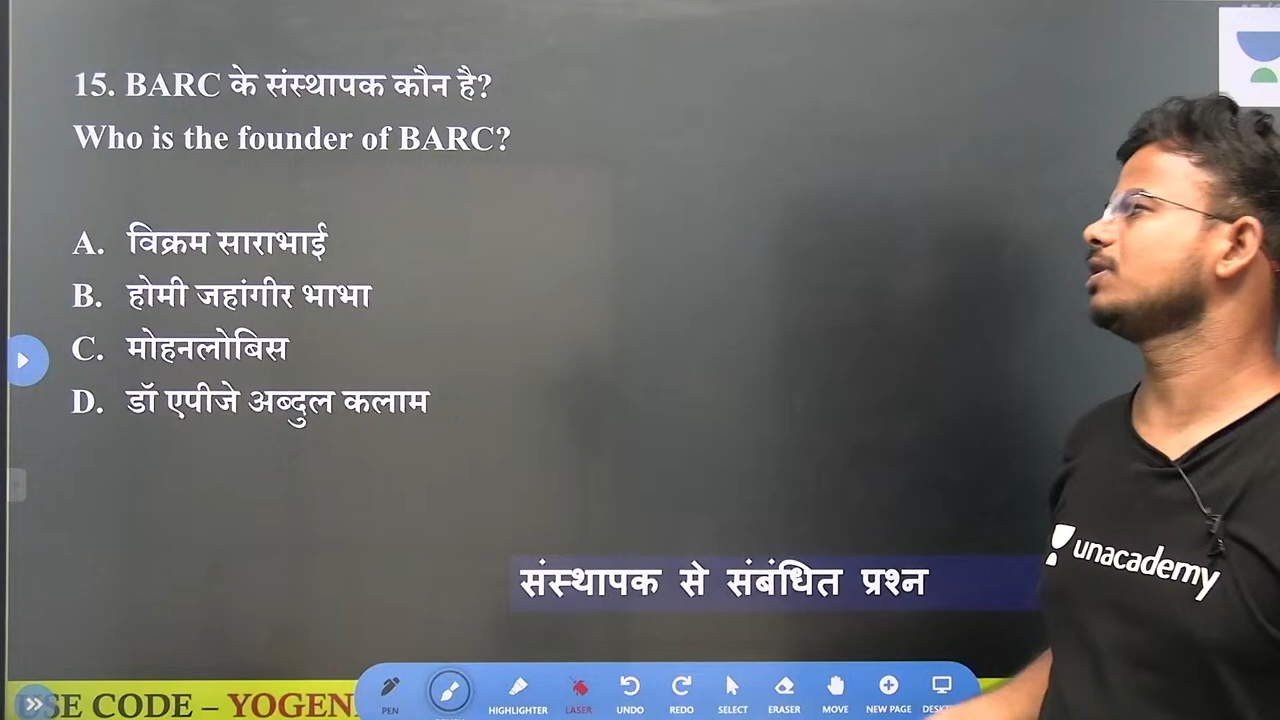 15. BARC के संस्थापक कौन है?
Who is the founder of BARC?
A. विक्रम साराभाई
B. होमी जहांगीर भाभा
C. मोहनलोबिस
D. डॉ एपीजे अब्दुल कलाम
unacademy
संस्थापक से संबंधित प्रश्न
USE CODE – YOGEN
PEN
HIGHLIGHTER
LASER
UNDO
REDO
SELECT
ERASER
MOVE
NEW PAGE